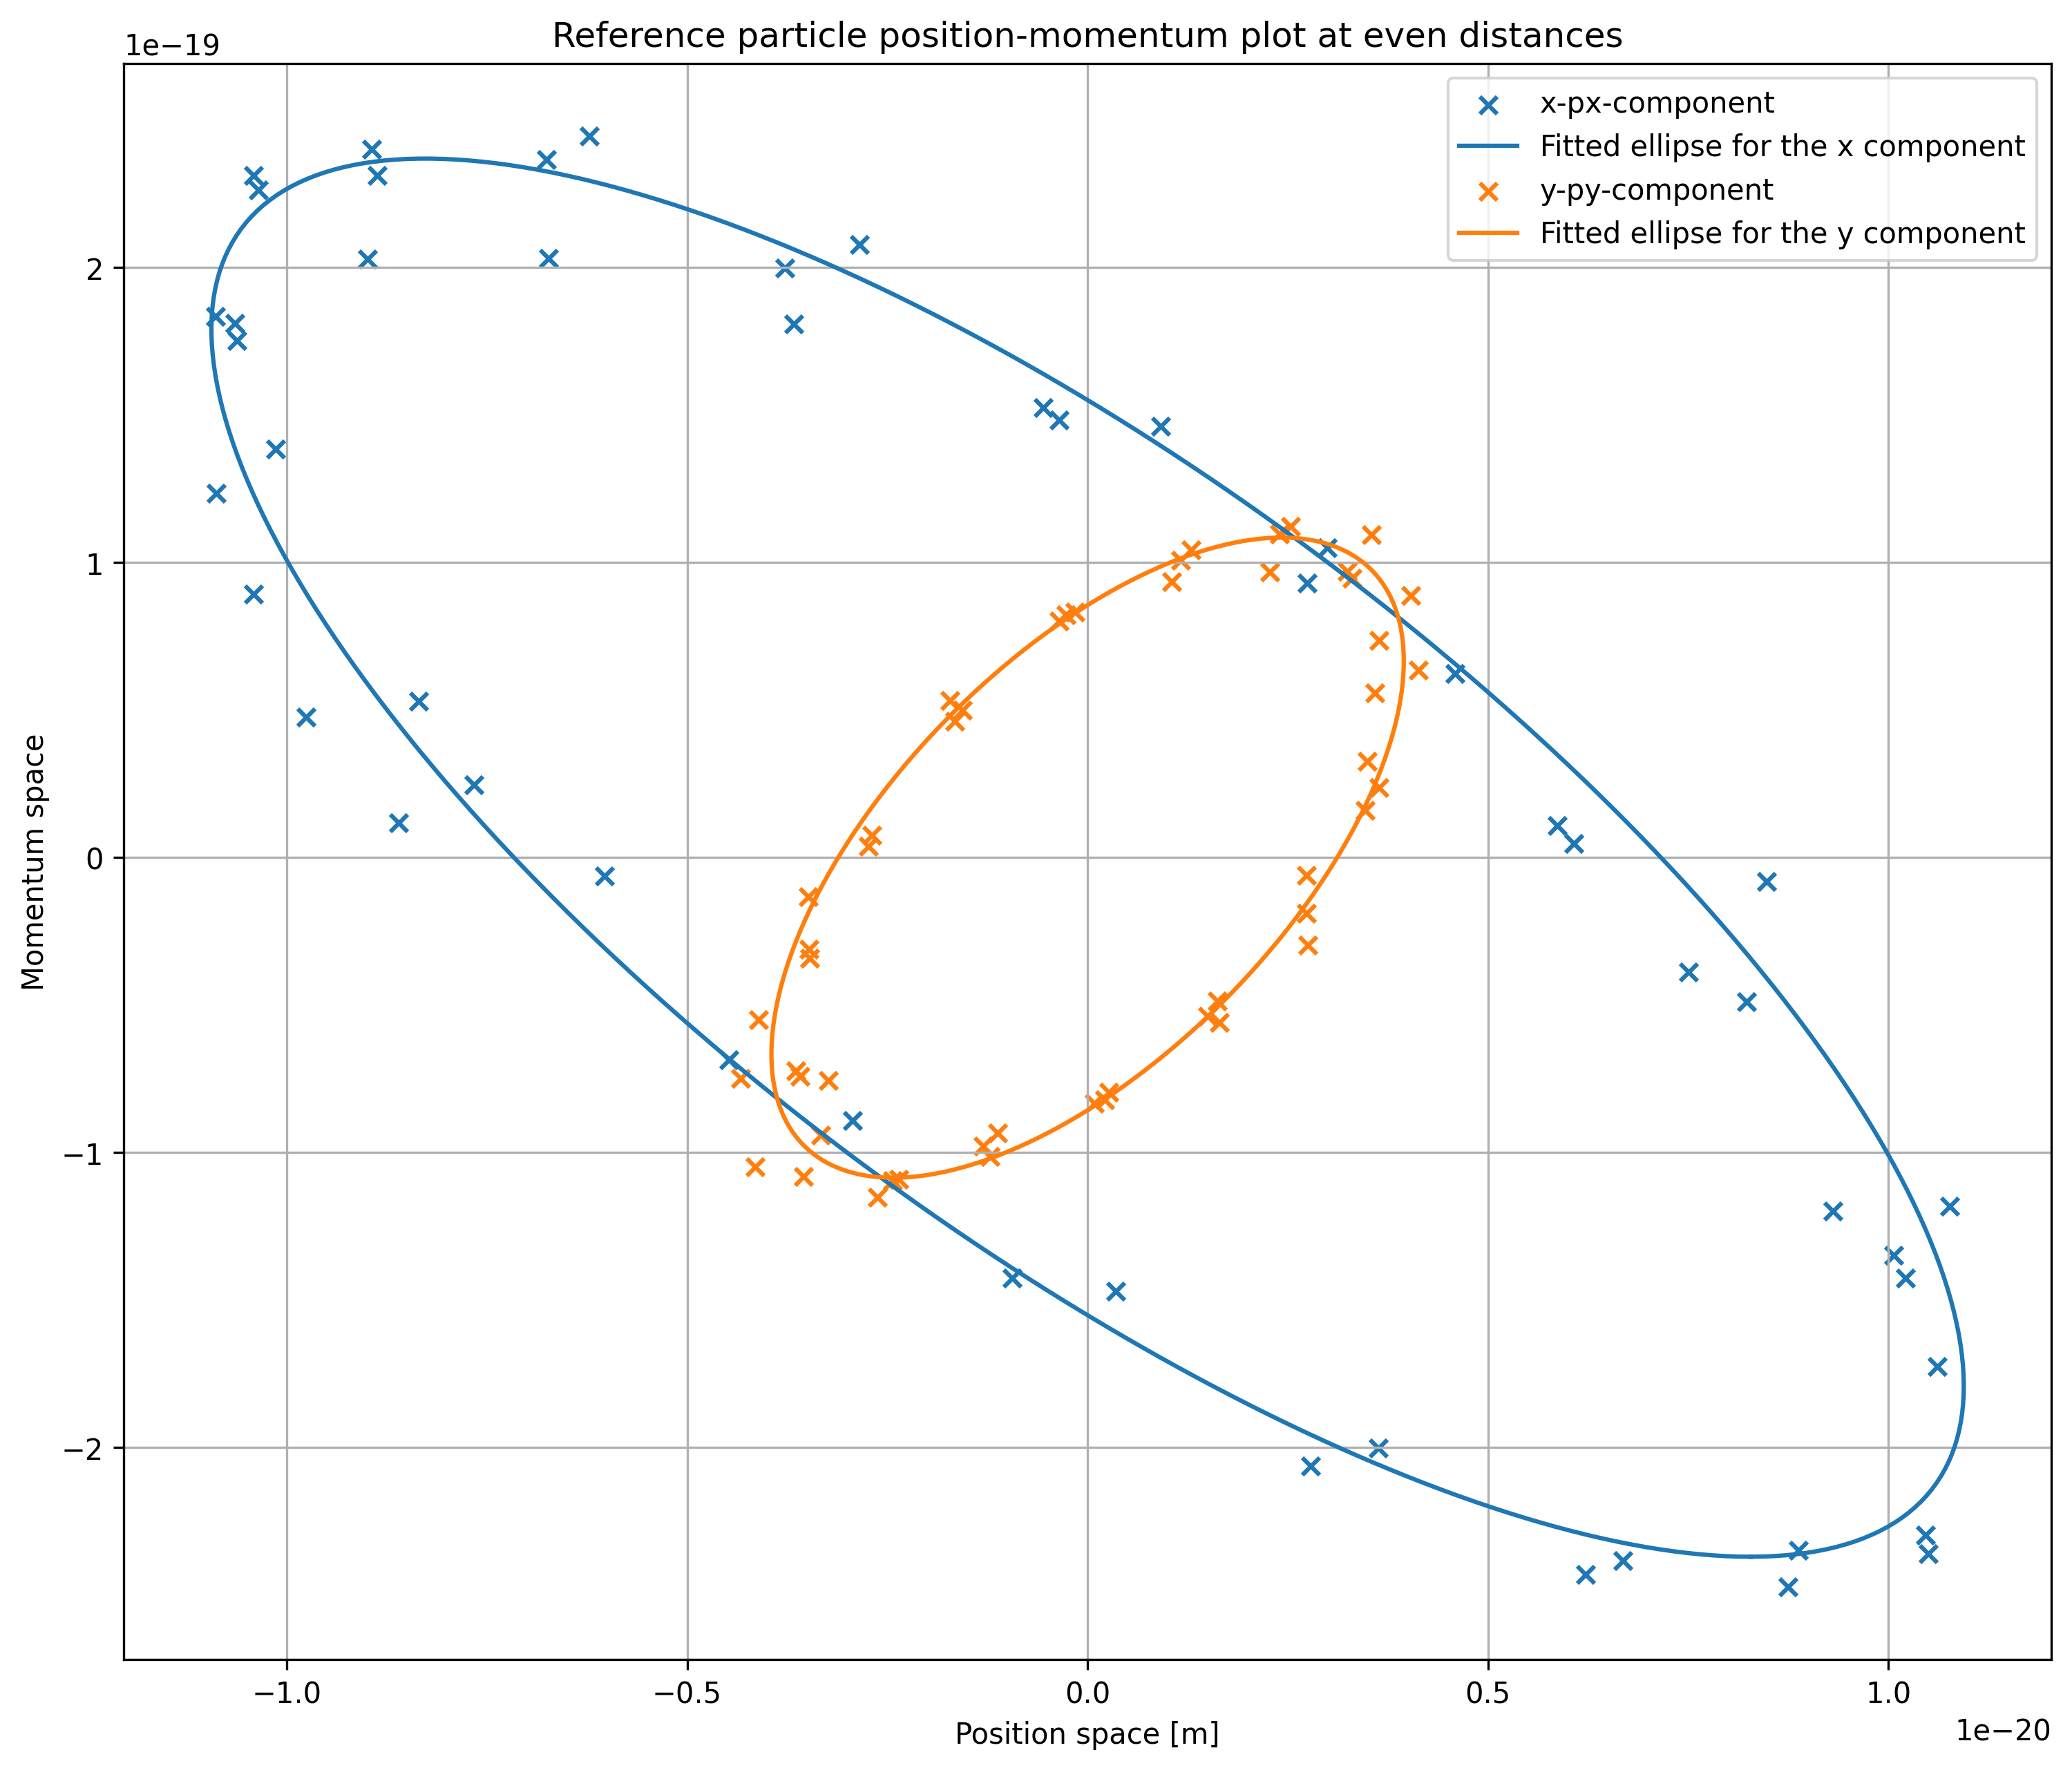 Reference particle position-momentum plot at even distances
1e−19
x-px-component
Fitted ellipse for the x component
y-py-component
Fitted ellipse for the y component
2
1
0
−1
−2
Momentum space
−1.0 −0.5 0.0 0.5 1.0
Position space [m]
1e−20